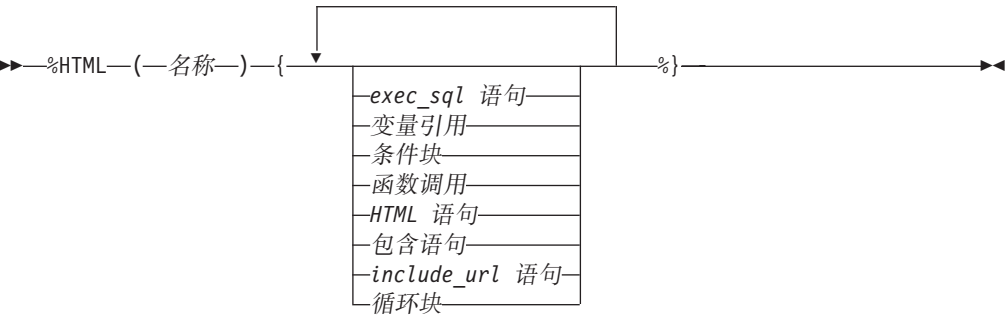 %HTML ( 名称 ) { %}
exec_sql 语句
变量引用
条件块
函数调用
HTML 语句
包含语句
include_url 语句
循环块